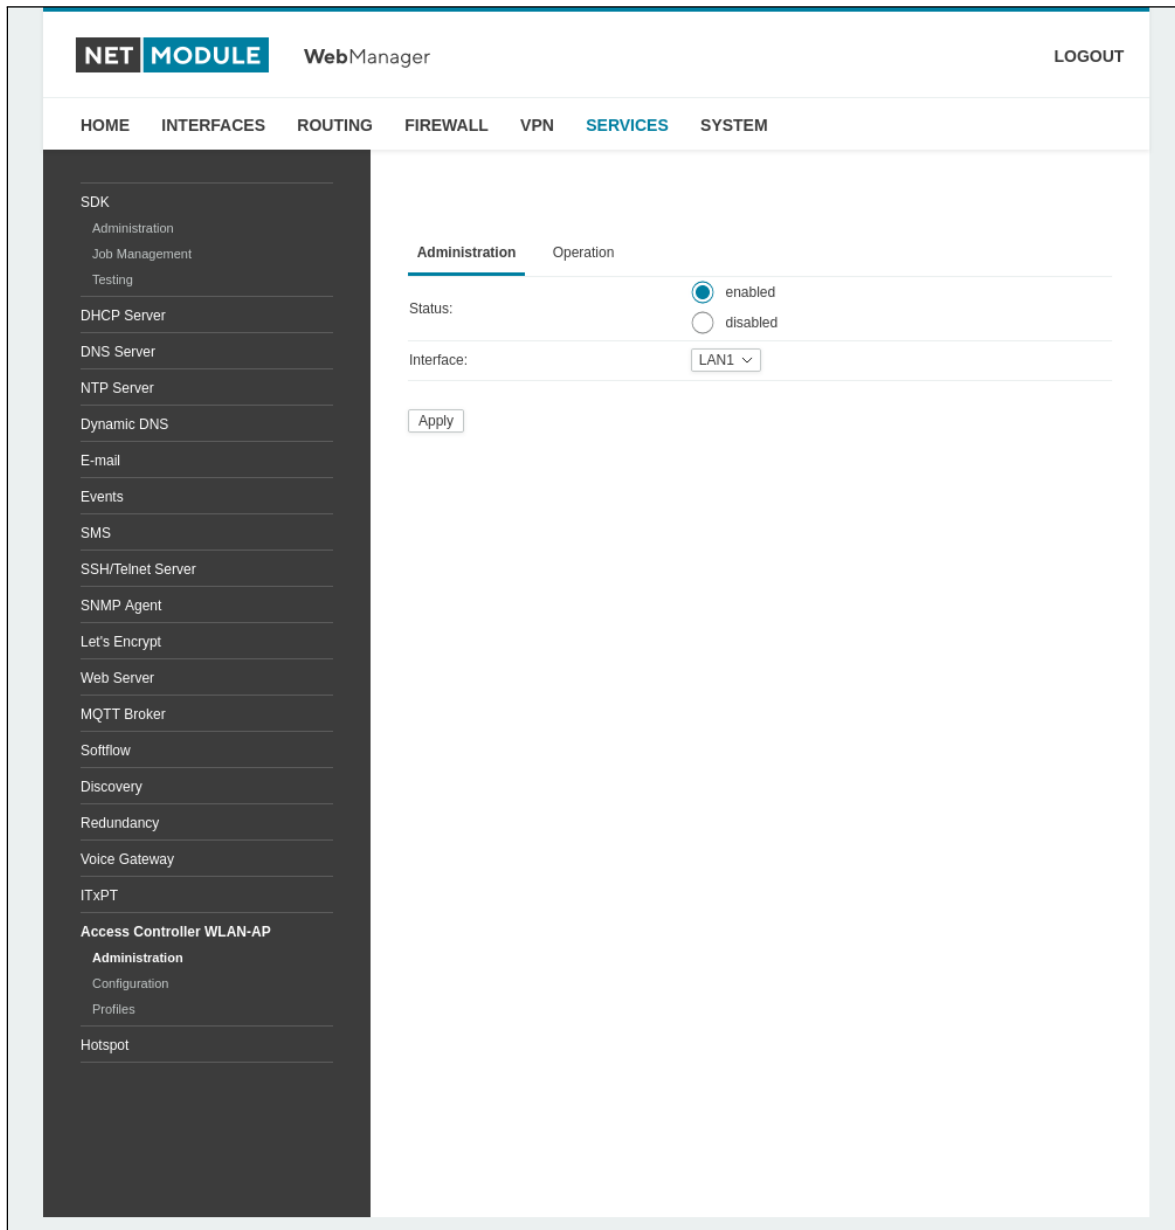 NET MODULE WebManager LOGOUT
HOME INTERFACES ROUTING FIREWALL VPN SERVICES SYSTEM
SDK
Administration
Job Management
Testing
DHCP Server
DNS Server
NTP Server
Dynamic DNS
E-mail
Events
SMS
SSH/Telnet Server
SNMP Agent
Let's Encrypt
Web Server
MQTT Broker
Softflow
Discovery
Redundancy
Voice Gateway
ITxPT
Access Controller WLAN-AP
Administration
Configuration
Profiles
Hotspot
Administration Operation
Status: enabled
disabled
Interface: LAN1
Apply